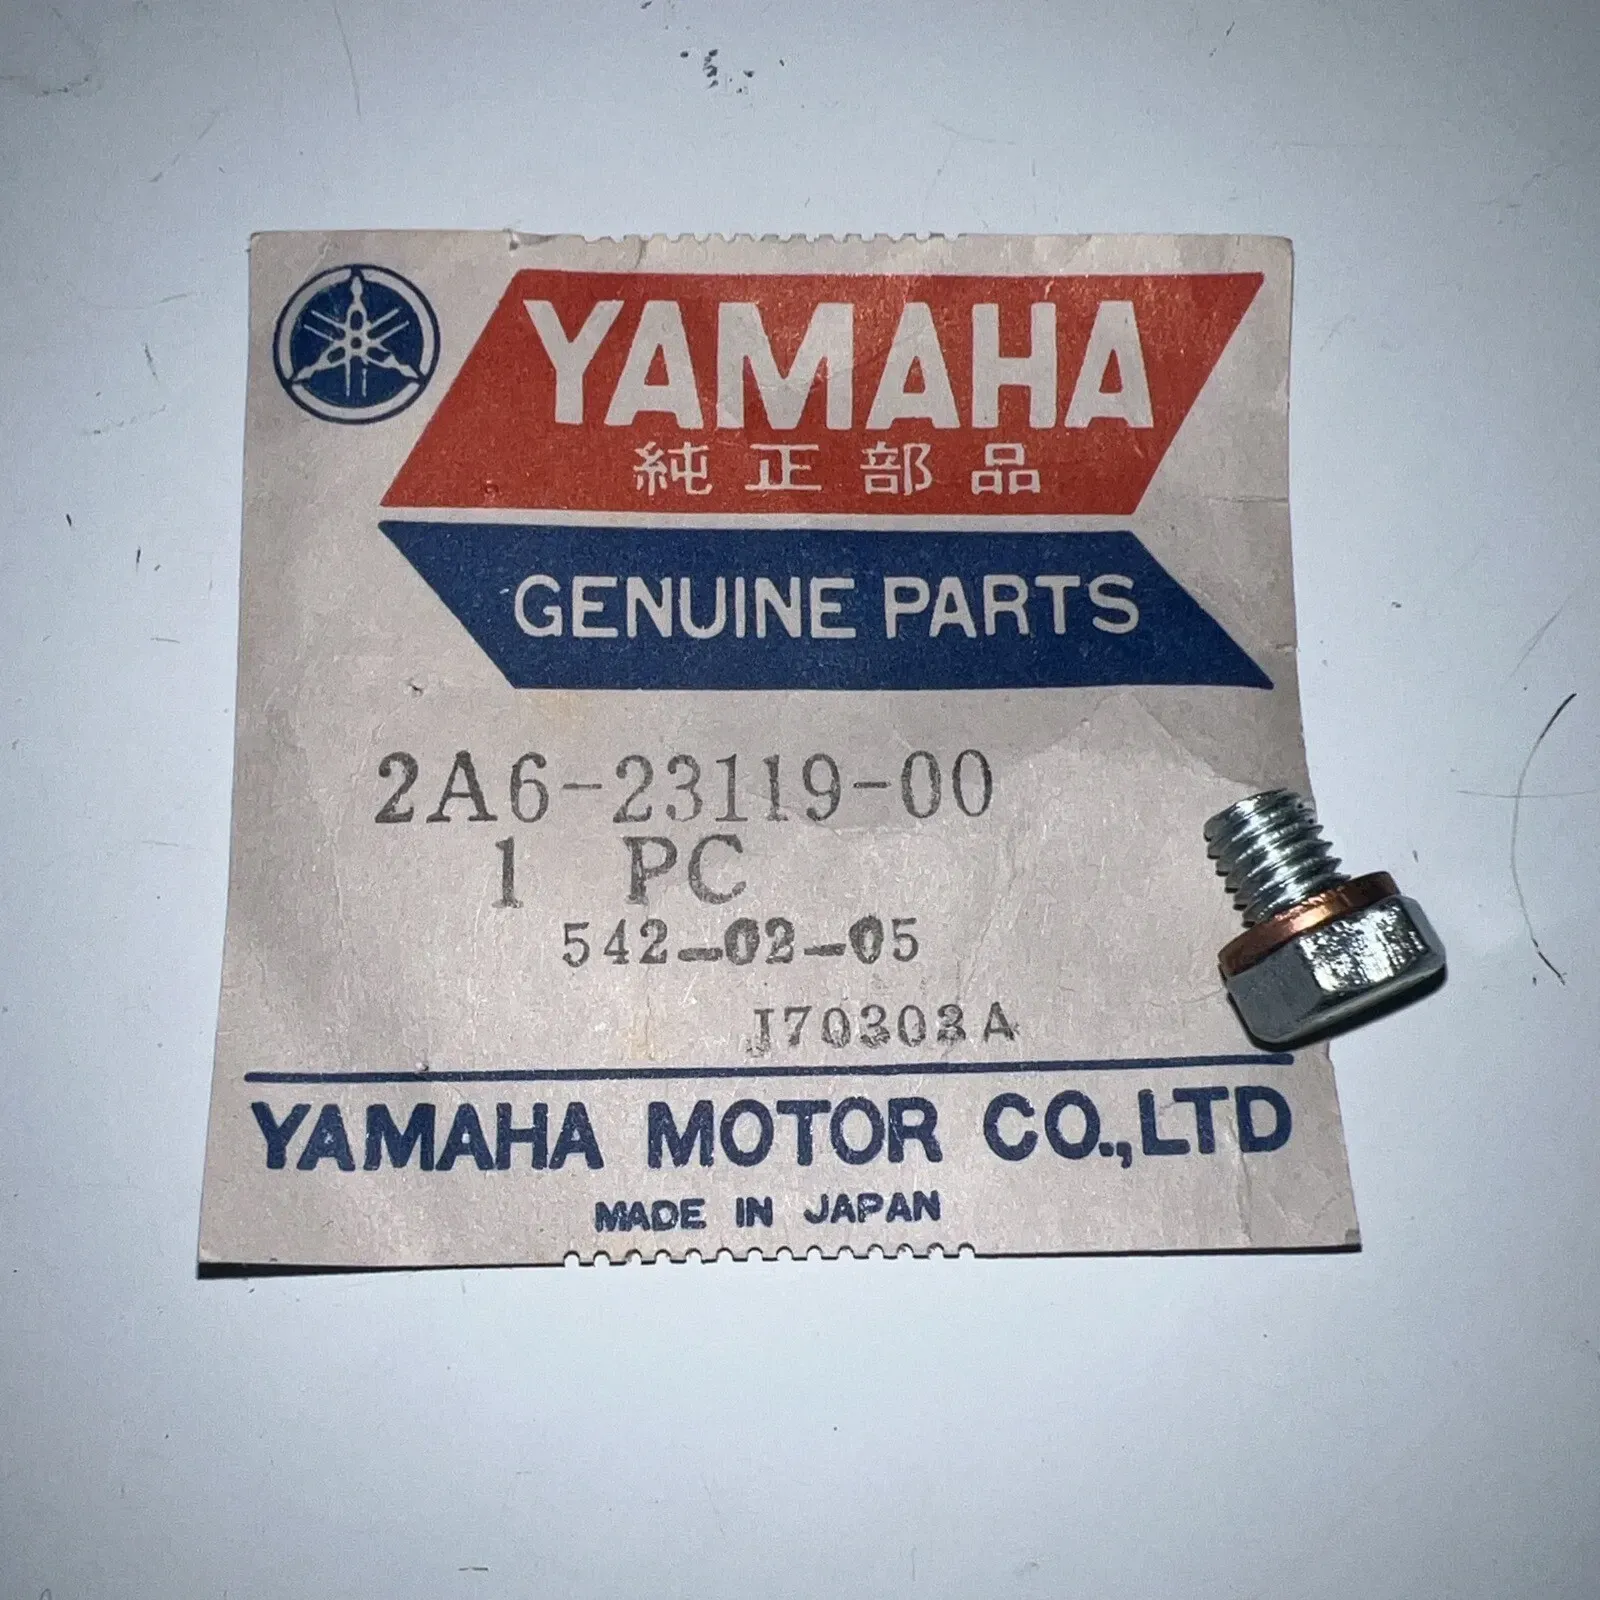 YAMAHA
純正部品
GENUINE PARTS
2A6-23119-00
1 PC
542-02-05
J70303A
YAMAHA MOTOR CO.,LTD
MADE IN JAPAN